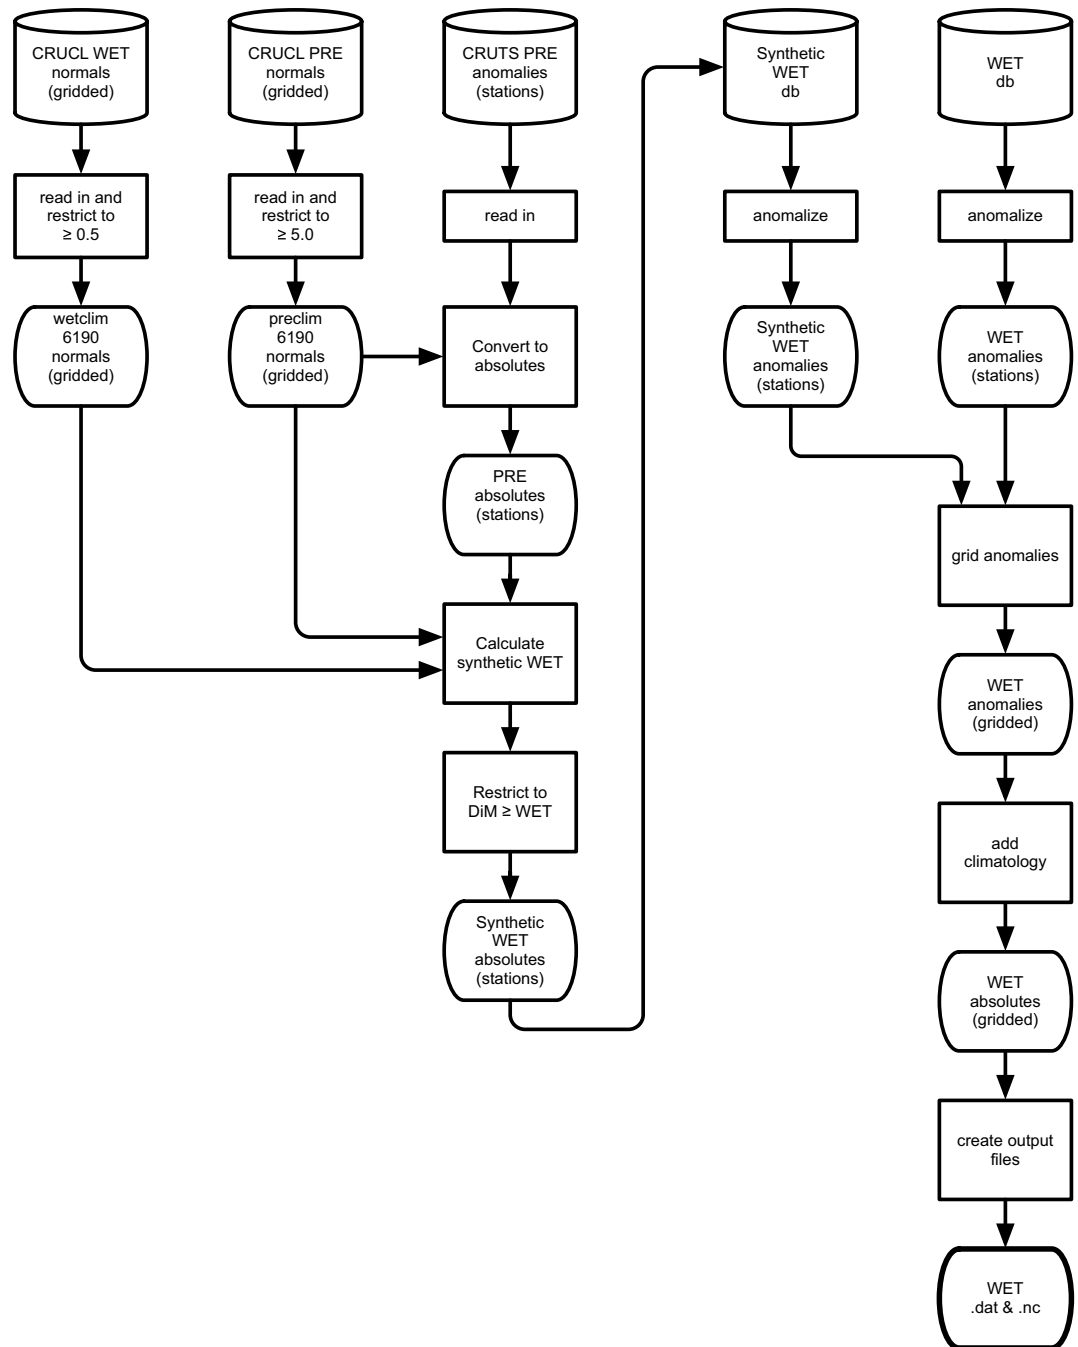 CRUCL WET
normals
(gridded)
CRUCL PRE
normals
(gridded)
CRUTS PRE
anomalies
(stations)
Synthetic
WET
db
WET
db
read in and
restrict to
≥ 0.5
read in and
restrict to
≥ 5.0
read in
anomalize
anomalize
wetclim
6190
normals
(gridded)
preclim
6190
normals
(gridded)
Convert to
absolutes
Synthetic
WET
anomalies
(stations)
WET
anomalies
(stations)
PRE
absolutes
(stations)
grid anomalies
Calculate
synthetic WET
WET
anomalies
(gridded)
Restrict to
DiM ≥ WET
add
climatology
Synthetic
WET
absolutes
(stations)
WET
absolutes
(gridded)
create output
files
WET
.dat & .nc